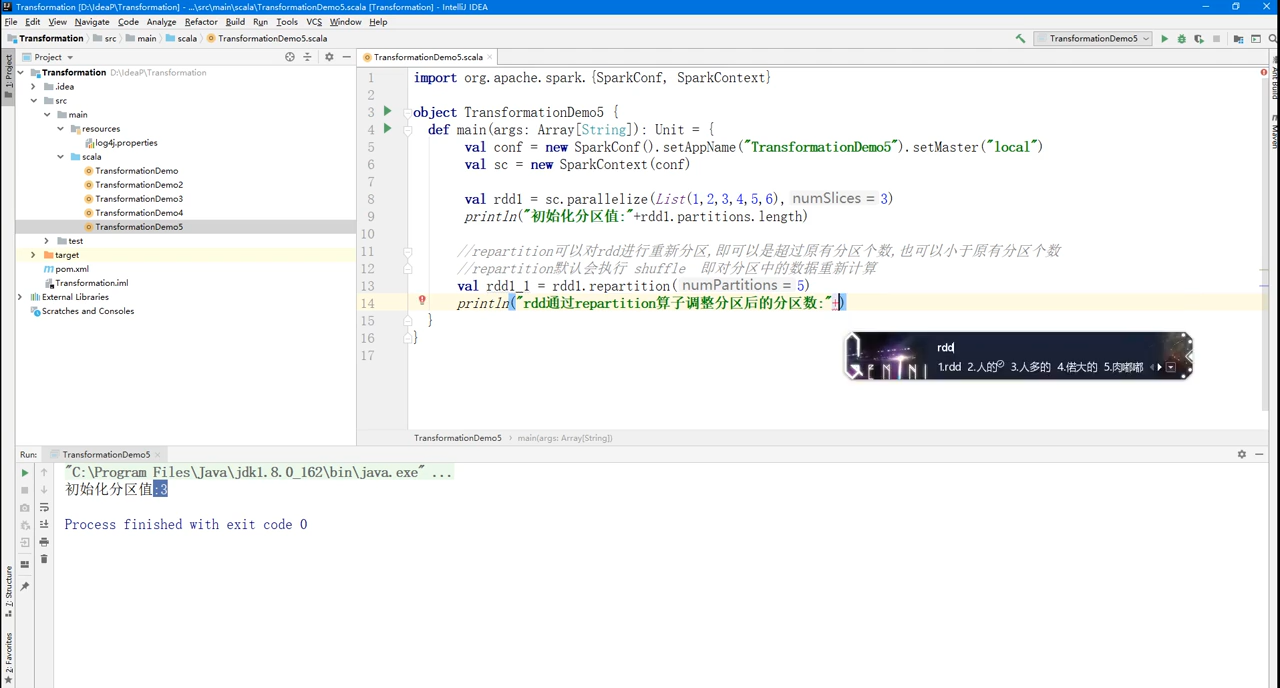 Transformation [D:\IdeaP\Transformation] - ...\src\main\scala\TransformationDemo5.scala [Transformation] - IntelliJ IDEA
File Edit View Navigate Code Analyze Refactor Build Run Tools VCS Window Help
Transformation src main scala TransformationDemo5.scala TransformationDemo5
1: Project
Project
TransformationDemo5.scala
Ant Build
Maven
Transformation D:\IdeaP\Transformation
.idea
src
main
resources
log4j.properties
scala
TransformationDemo
TransformationDemo2
TransformationDemo3
TransformationDemo4
TransformationDemo5
test
target
pom.xml
Transformation.iml
External Libraries
Scratches and Consoles
1 import org.apache.spark.{SparkConf, SparkContext}
2
3 object TransformationDemo5 {
4 def main(args: Array[String]): Unit = {
5 val conf = new SparkConf().setAppName("TransformationDemo5").setMaster("local")
6 val sc = new SparkContext(conf)
7
8 val rdd1 = sc.parallelize(List(1,2,3,4,5,6), numSlices = 3)
9 println("初始化分区值:"+rdd1.partitions.length)
10
11 //repartition可以对rdd进行重新分区,即可以是超过原有分区个数,也可以小于原有分区个数
12 //repartition默认会执行 shuffle 即对分区中的数据重新计算
13 val rdd1_1 = rdd1.repartition( numPartitions = 5)
14 println("rdd通过repartition算子调整分区后的分区数:"+)
15 }
16 }
17
rdd
1.rdd 2.人的 3.人多的 4.偌大的 5.肉嘟嘟
TransformationDemo5 › main(args: Array[String])
Run: TransformationDemo5
"C:\Program Files\Java\jdk1.8.0_162\bin\java.exe" ...
初始化分区值:3
Process finished with exit code 0
7: Structure
2: Favorites